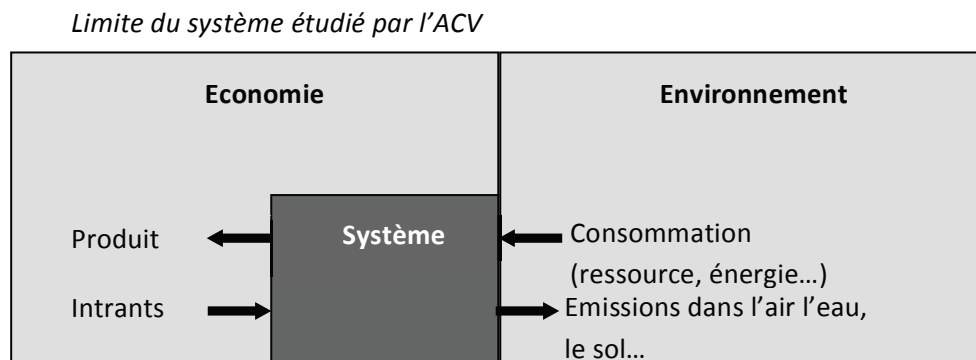 Limite du système étudié par l’ACV
Economie
Environnement
Produit
Système
Consommation
(ressource, énergie…)
Intrants
Emissions dans l’air l’eau,
le sol…